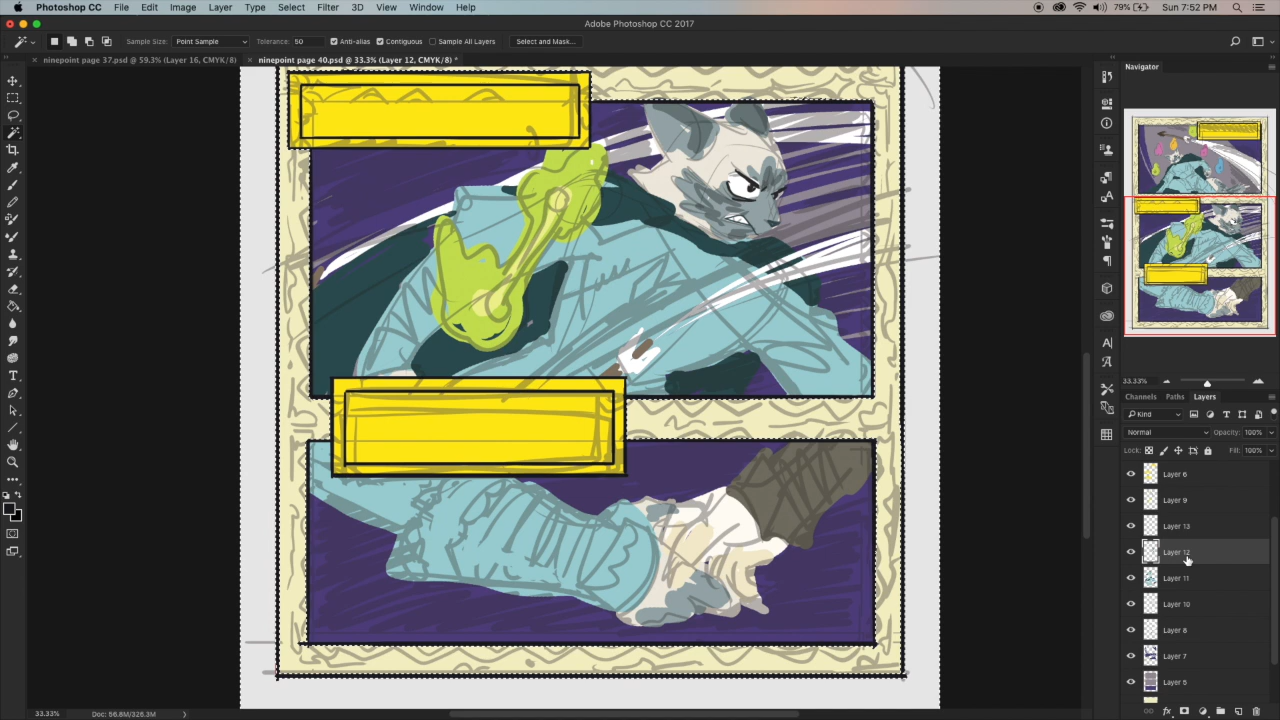 Photoshop CC File Edit Image Layer Type Select Filter 3D View Window Help 79% Sun 7:52 PM
Adobe Photoshop CC 2017
Sample Size: Point Sample Tolerance: 50 Anti-alias Contiguous Sample All Layers Select and Mask...
ninepoint page 37.psd @ 59.3% (Layer 16, CMYK/8) * ninepoint page 40.psd @ 33.3% (Layer 12, CMYK/8) *
Navigator
33.33%
Channels Paths Layers
Kind
Normal Opacity: 100%
Lock: Fill: 100%
Layer 6
Layer 9
Layer 13
Layer 12
Layer 11
Layer 10
Layer 8
Layer 7
Layer 5
33.33% Doc: 56.8M/326.3M